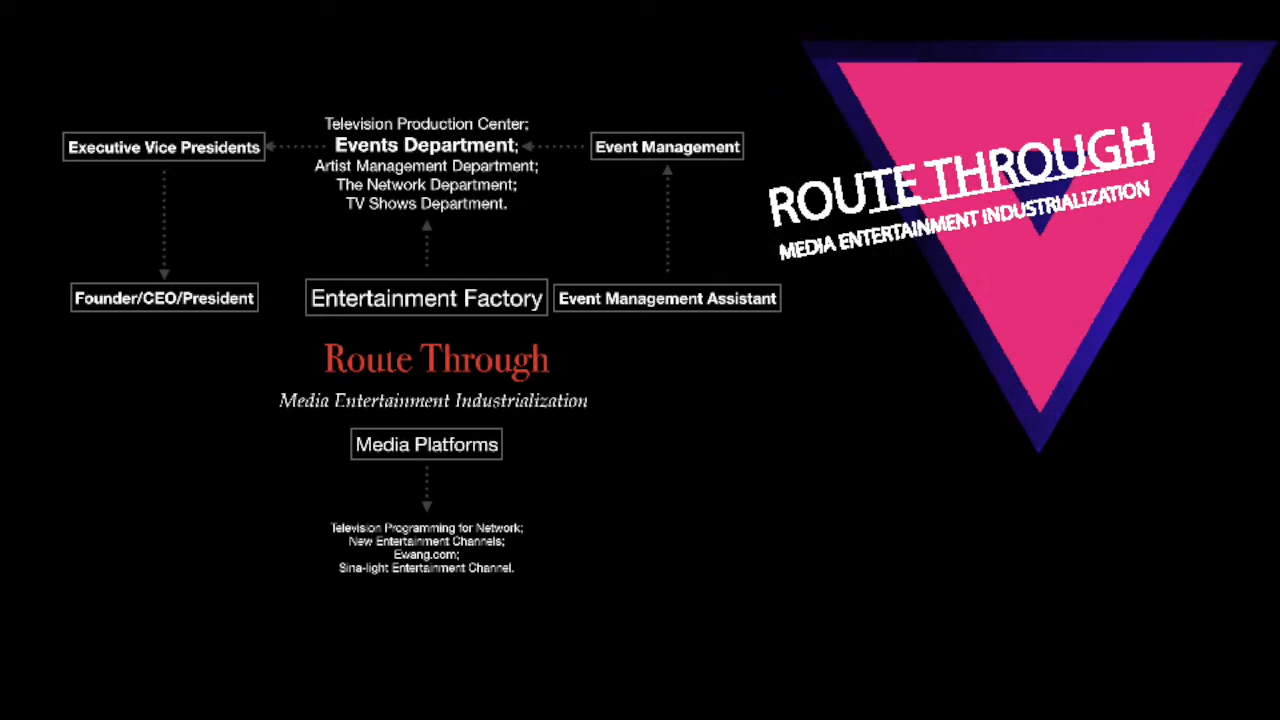 Television Production Center;
Executive Vice Presidents
Events Department;
Event Management
Artist Management Department;
The Network Department;
TV Shows Department.
Founder/CEO/President
Entertainment Factory
Event Management Assistant
Route Through
Media Entertainment Industrialization
Media Platforms
Television Programming for Network;
New Entertainment Channels;
Ewang.com;
Sina-light Entertainment Channel.
ROUTE THROUGH
MEDIA ENTERTAINMENT INDUSTRIALIZATION